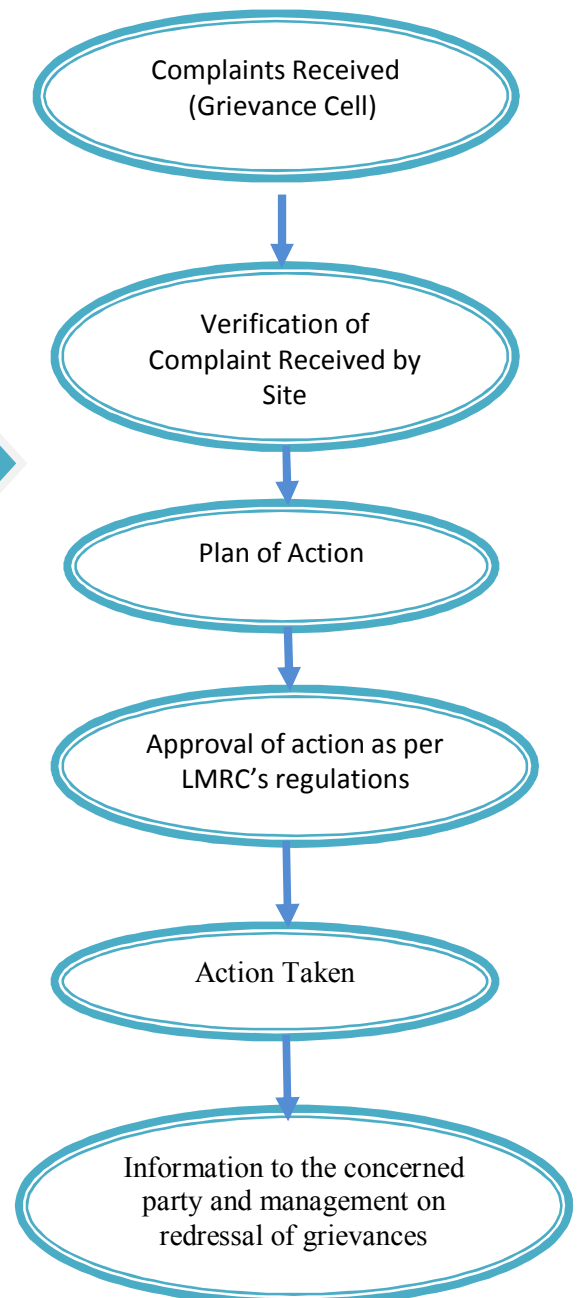 Complaints Received
(Grievance Cell)
Verification of
Complaint Received by
Site
Plan of Action
Approval of action as per
LMRC’s regulations
Action Taken
Information to the concerned
party and management on
redressal of grievances